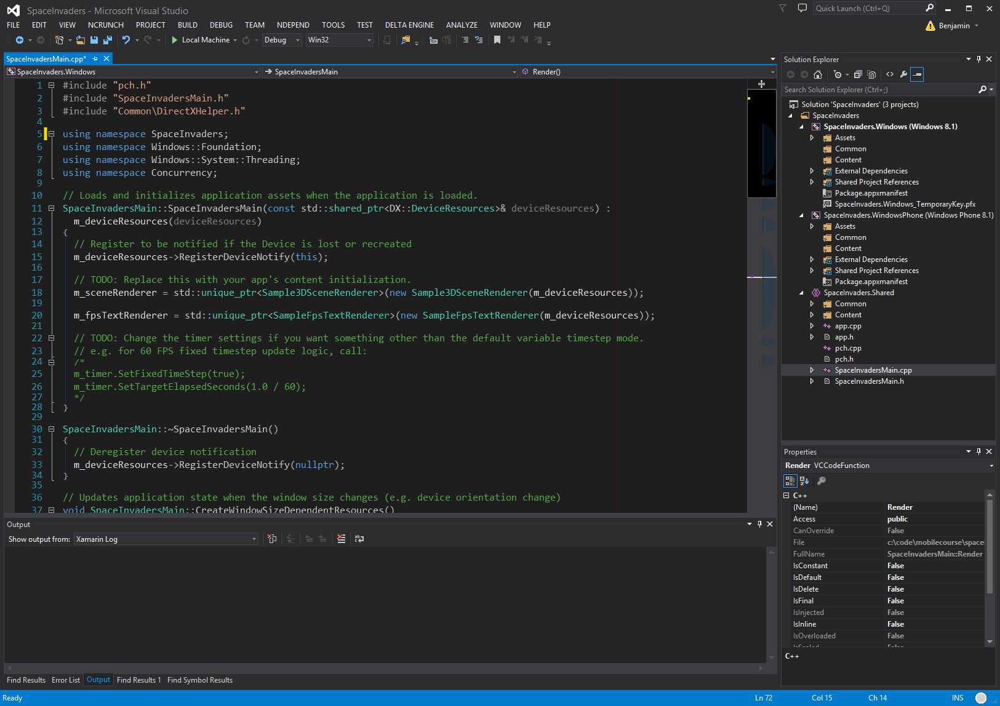 SpaceInvaders - Microsoft Visual Studio
Quick Launch (Ctrl+Q)
FILE EDIT VIEW NCRUNCH PROJECT BUILD DEBUG TEAM NDEPEND TOOLS TEST DELTA ENGINE ANALYZE WINDOW HELP
Benjamin
Local Machine Debug Win32
SpaceInvadersMain.cpp*
SpaceInvaders.Windows SpaceInvadersMain Render()
1 #include "pch.h"
2 #include "SpaceInvadersMain.h"
3 #include "Common\DirectXHelper.h"
4
5 using namespace SpaceInvaders;
6 using namespace Windows::Foundation;
7 using namespace Windows::System::Threading;
8 using namespace Concurrency;
9
10 // Loads and initializes application assets when the application is loaded.
11 SpaceInvadersMain::SpaceInvadersMain(const std::shared_ptr<DX::DeviceResources>& deviceResources) :
12 m_deviceResources(deviceResources)
13 {
14 // Register to be notified if the Device is lost or recreated
15 m_deviceResources->RegisterDeviceNotify(this);
16
17 // TODO: Replace this with your app's content initialization.
18 m_sceneRenderer = std::unique_ptr<Sample3DSceneRenderer>(new Sample3DSceneRenderer(m_deviceResources));
19
20 m_fpsTextRenderer = std::unique_ptr<SampleFpsTextRenderer>(new SampleFpsTextRenderer(m_deviceResources));
21
22 // TODO: Change the timer settings if you want something other than the default variable timestep mode.
23 // e.g. for 60 FPS fixed timestep update logic, call:
24 /*
25 m_timer.SetFixedTimeStep(true);
26 m_timer.SetTargetElapsedSeconds(1.0 / 60);
27 */
28 }
29
30 SpaceInvadersMain::~SpaceInvadersMain()
31 {
32 // Deregister device notification
33 m_deviceResources->RegisterDeviceNotify(nullptr);
34 }
35
36 // Updates application state when the window size changes (e.g. device orientation change)
37 void SpaceInvadersMain::CreateWindowSizeDependentResources()
Output
Show output from: Xamarin Log
Find Results Error List Output Find Results 1 Find Symbol Results
Solution Explorer
Search Solution Explorer (Ctrl+;)
Solution 'SpaceInvaders' (3 projects)
SpaceInvaders
SpaceInvaders.Windows (Windows 8.1)
Assets
Common
Content
External Dependencies
Shared Project References
Package.appxmanifest
SpaceInvaders.Windows_TemporaryKey.pfx
SpaceInvaders.WindowsPhone (Windows Phone 8.1)
Assets
Common
Content
External Dependencies
Shared Project References
Package.appxmanifest
SpaceInvaders.Shared
Common
Content
app.cpp
app.h
pch.cpp
pch.h
SpaceInvadersMain.cpp
SpaceInvadersMain.h
Properties
Render VCCodeFunction
C++
(Name) Render
Access public
CanOverride False
File c:\code\mobilecourse\space
FullName SpaceInvadersMain::Render
IsConstant False
IsDefault False
IsDelete False
IsFinal False
IsInjected False
IsInline False
IsOverloaded False
IsSealed False
C++
Ready Ln 72 Col 15 Ch 14 INS